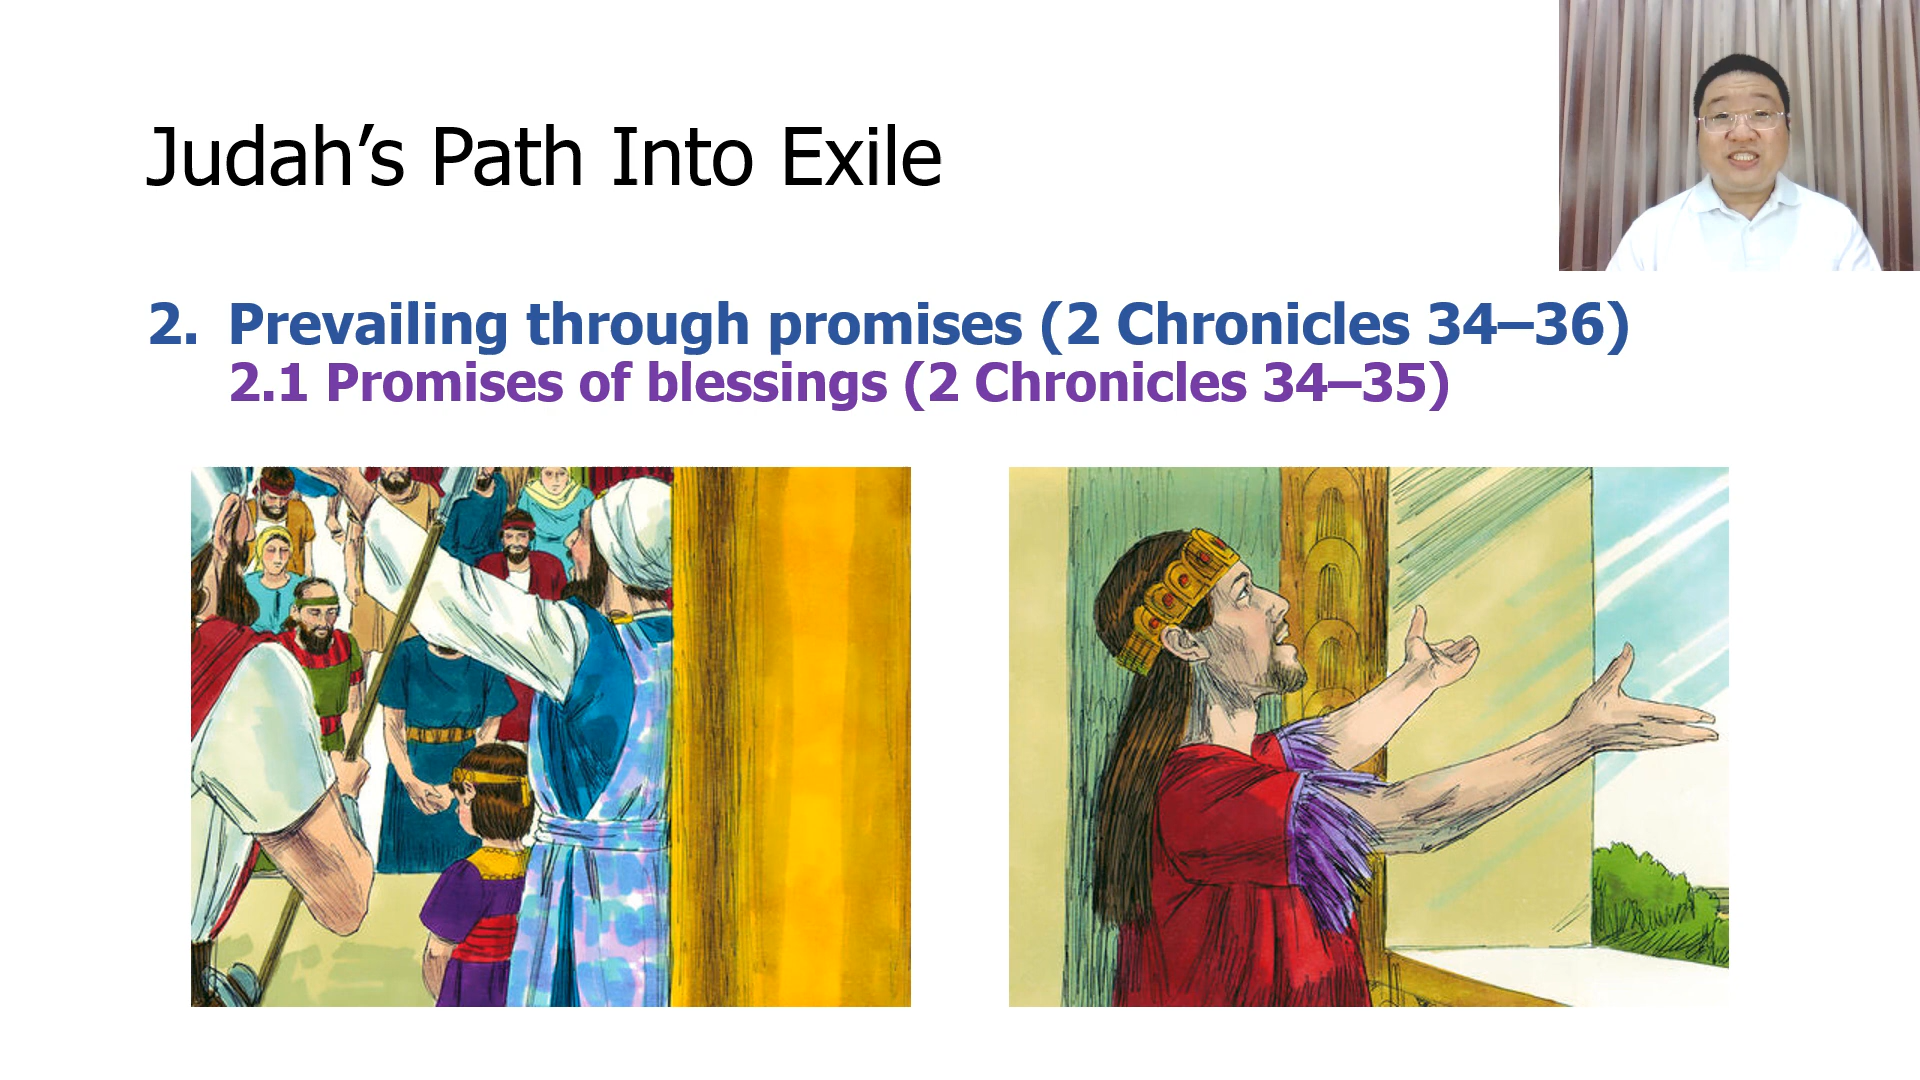 Judah’s Path Into Exile
2. Prevailing through promises (2 Chronicles 34–36)
2.1 Promises of blessings (2 Chronicles 34–35)